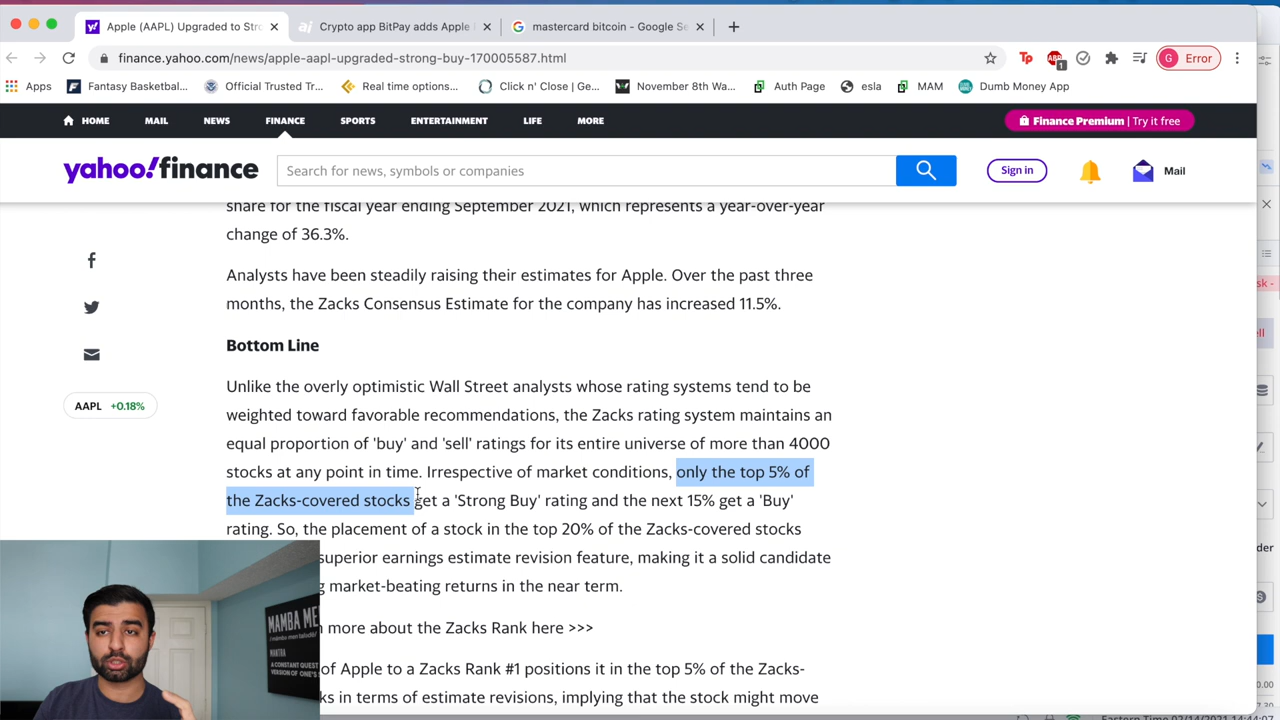 Apple (AAPL) Upgraded to Stro
Crypto app BitPay adds Apple
mastercard bitcoin - Google Se
finance.yahoo.com/news/apple-aapl-upgraded-strong-buy-170005587.html
1
G Error
Apps
Fantasy Basketbal...
Official Trusted Tr...
Real time options...
Click n' Close | Ge...
November 8th Wa...
Auth Page
esla
MAM
Dumb Money App
HOME MAIL NEWS FINANCE SPORTS ENTERTAINMENT LIFE MORE
Finance Premium | Try it free
yahoo!finance
Search for news, symbols or companies
Sign in
Mail
share for the fiscal year ending September 2021, which represents a year-over-year
change of 36.3%.
Analysts have been steadily raising their estimates for Apple. Over the past three
months, the Zacks Consensus Estimate for the company has increased 11.5%.
Bottom Line
AAPL +0.18%
Unlike the overly optimistic Wall Street analysts whose rating systems tend to be
weighted toward favorable recommendations, the Zacks rating system maintains an
equal proportion of 'buy' and 'sell' ratings for its entire universe of more than 4000
stocks at any point in time. Irrespective of market conditions, only the top 5% of
the Zacks-covered stocks get a 'Strong Buy' rating and the next 15% get a 'Buy'
rating. So, the placement of a stock in the top 20% of the Zacks-covered stocks
superior earnings estimate revision feature, making it a solid candidate
market-beating returns in the near term.
more about the Zacks Rank here >>>
of Apple to a Zacks Rank #1 positions it in the top 5% of the Zacks-
in terms of estimate revisions, implying that the stock might move
MAMBA ME
A CONSTANT QUEST
Eastern Time 02/14/2021 14:44:07